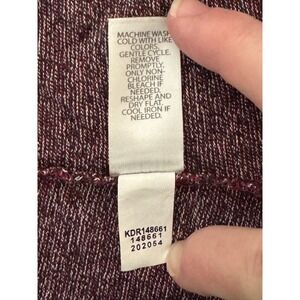 MACHINE WASH
COLD WITH LIKE
COLORS,
GENTLE CYCLE.
REMOVE
PROMPTLY.
ONLY NON-
CHLORINE
BLEACH IF
NEEDED.
RESHAPE AND
DRY FLAT.
COOL IRON IF
NEEDED.
KDR148661
148661
202054